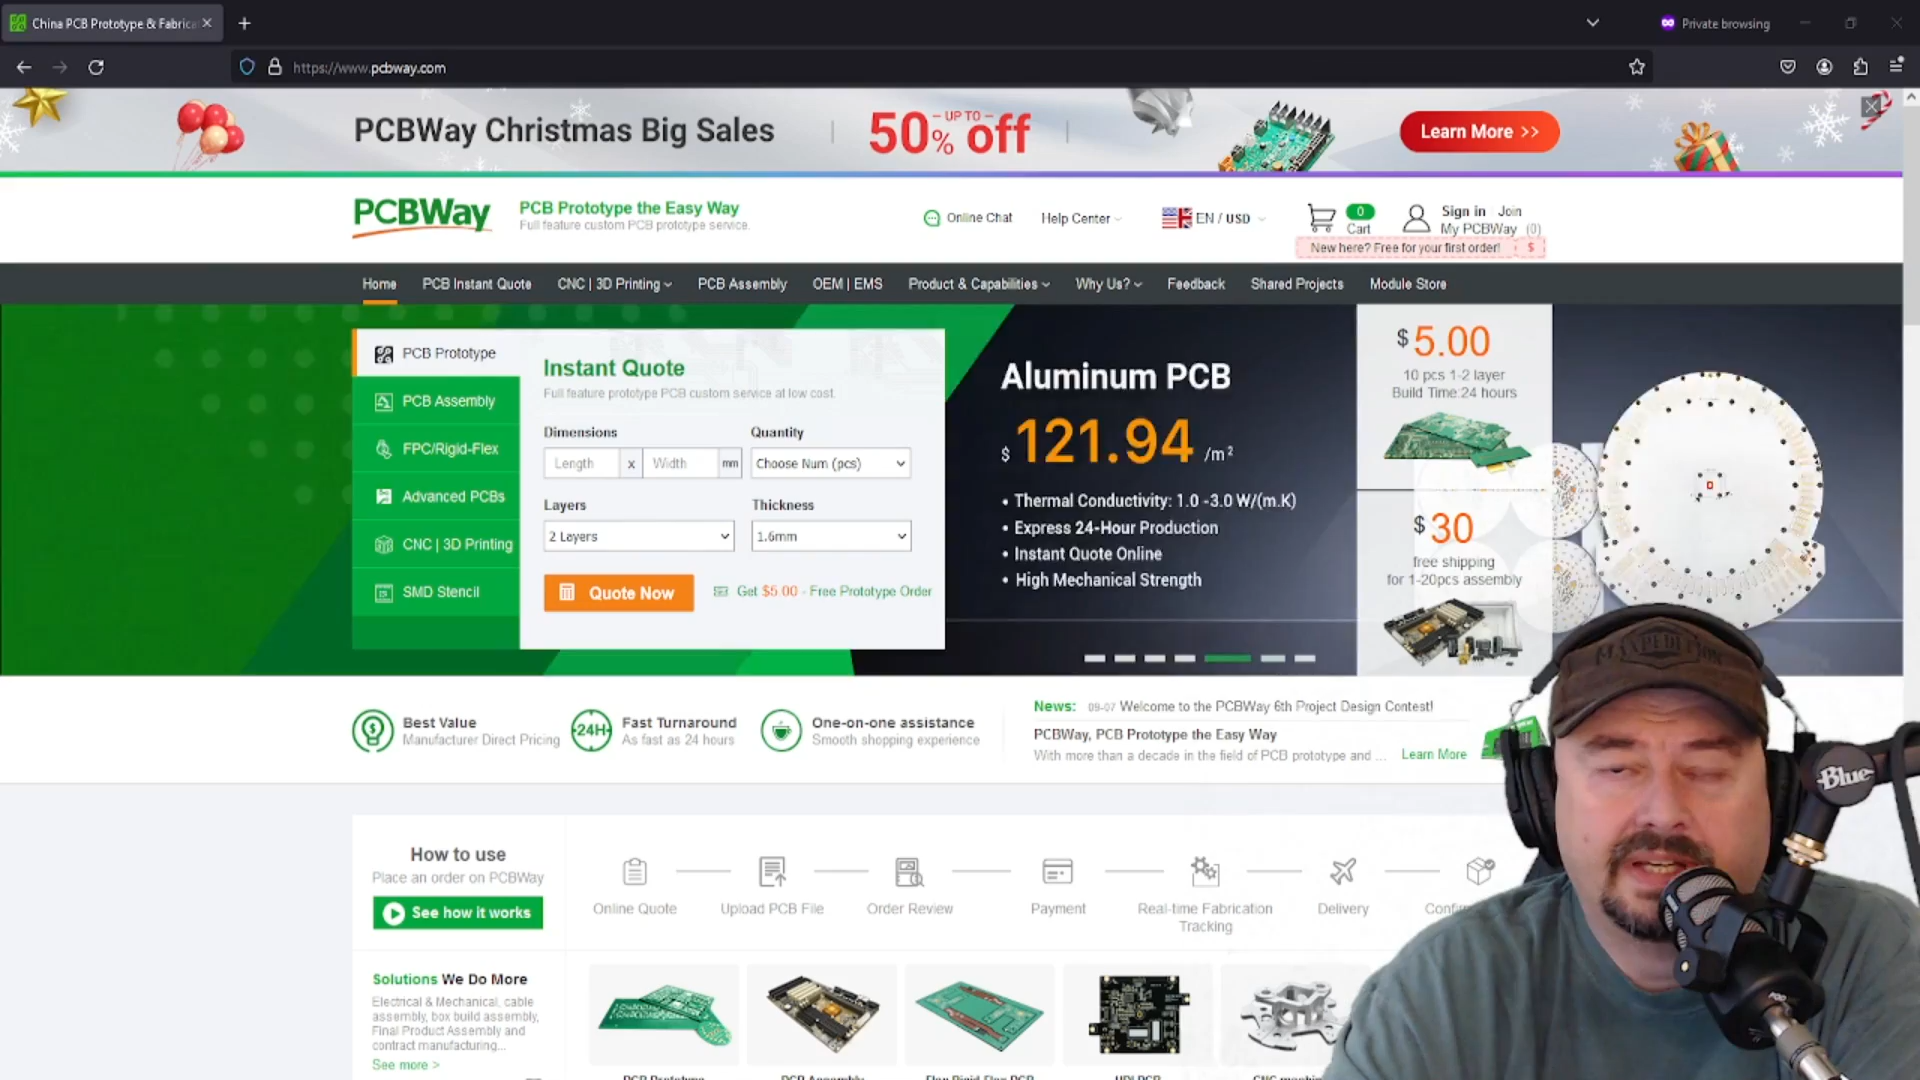 China PCB Prototype & Fabrica
Private browsing
https://www.pcbway.com
PCBWay Christmas Big Sales
- UP TO -
50% off
Learn More >>
PCBWay
PCB Prototype the Easy Way
Full feature custom PCB prototype service.
Online Chat
Help Center
EN / USD
0
Cart
Sign in
Join
My PCBWay (0)
New here? Free for your first order! $
Home
PCB Instant Quote
CNC | 3D Printing
PCB Assembly
OEM | EMS
Product & Capabilities
Why Us?
Feedback
Shared Projects
Module Store
PCB Prototype
PCB Assembly
FPC/Rigid-Flex
Advanced PCBs
CNC | 3D Printing
SMD Stencil
Instant Quote
Full feature prototype PCB custom service at low cost.
Dimensions
Quantity
Length x Width mm
Choose Num (pcs)
Layers
Thickness
2 Layers
1.6mm
Quote Now
Get $5.00 - Free Prototype Order
Aluminum PCB
$ 121.94 /m²
• Thermal Conductivity: 1.0 -3.0 W/(m.K)
• Express 24-Hour Production
• Instant Quote Online
• High Mechanical Strength
$ 5.00
10 pcs 1-2 layer
Build Time:24 hours
$ 30
free shipping
for 1-20pcs assembly
Best Value
Manufacturer Direct Pricing
24H
Fast Turnaround
As fast as 24 hours
One-on-one assistance
Smooth shopping experience
News: 09-07 Welcome to the PCBWay 6th Project Design Contest!
PCBWay, PCB Prototype the Easy Way
With more than a decade in the field of PCB prototype and ...
Learn More
MAXPEDITION
Blue
How to use
Place an order on PCBWay
See how it works
Online Quote
Upload PCB File
Order Review
Payment
Real-time Fabrication
Tracking
Delivery
Solutions We Do More
Electrical & Mechanical, cable
assembly, box build assembly,
Final Product Assembly and
contract manufacturing...
See more >
PCB Prototype
PCB Assembly
Flex Rigid-Flex PCB
HDI PCB